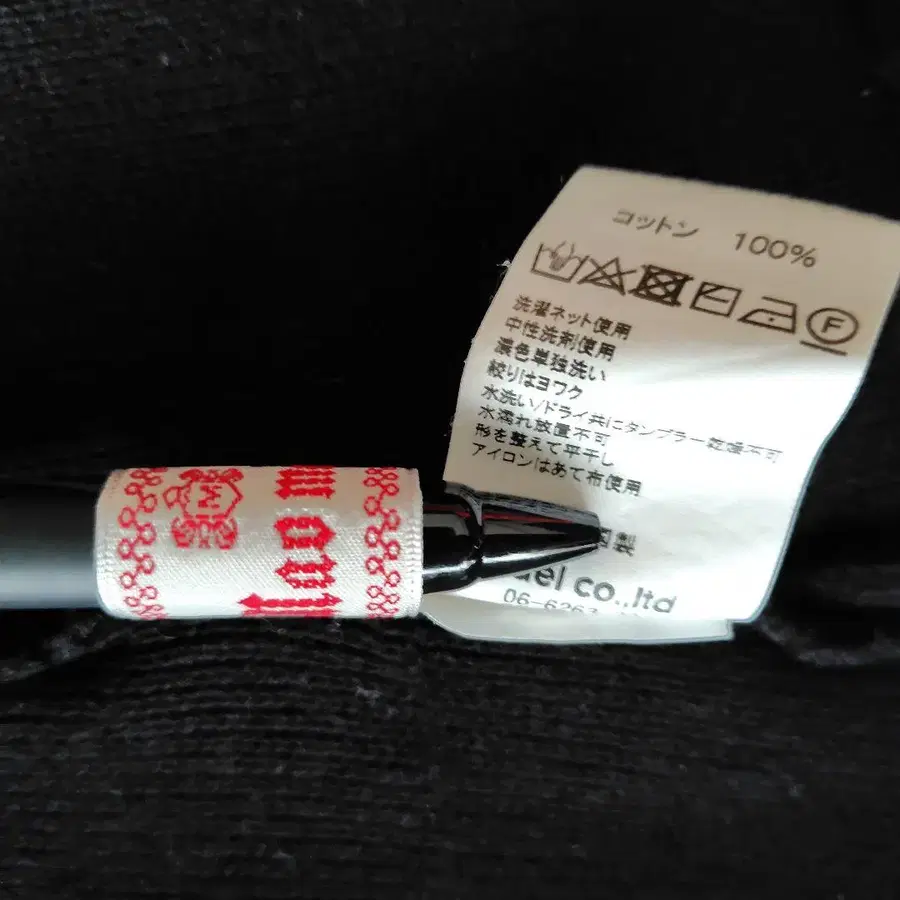 コットン 100%
F
洗濯ネット使用
中性洗剤使用
濃色単独洗い
絞りはヨワク
水洗い/ドライ共にタンブラー乾燥不可
水濡れ放置不可
形を整えて平干し
アイロンはあて布使用
製
co.,ltd
W